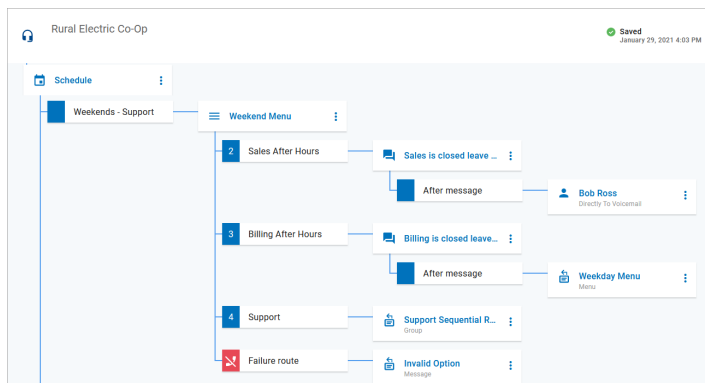 Rural Electric Co-Op
Saved
January 29, 2021 4:03 PM
Schedule
Weekends - Support
Weekend Menu
2 Sales After Hours
Sales is closed leave ...
After message
Bob Ross
Directly To Voicemail
3 Billing After Hours
Billing is closed leave...
After message
Weekday Menu
Menu
4 Support
Support Sequential R...
Group
Failure route
Invalid Option
Message